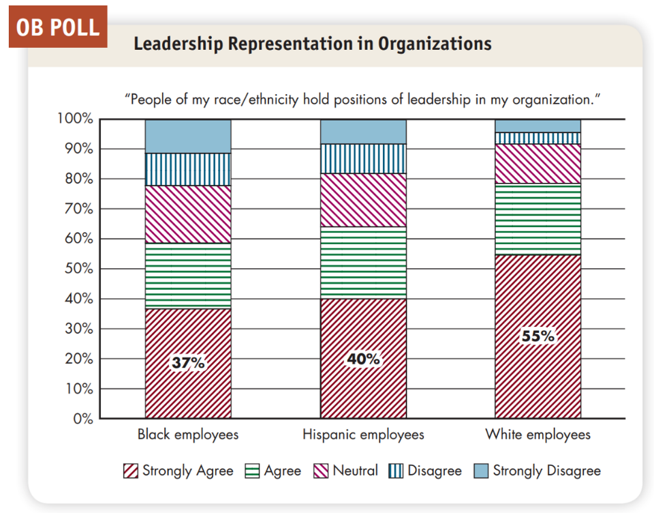 OB POLL
Leadership Representation in Organizations
“People of my race/ethnicity hold positions of leadership in my organization.”
100%
90%
80%
70%
60%
50%
40%
30%
20%
10%
0%
37%
40%
55%
Black employees Hispanic employees White employees
Strongly Agree Agree Neutral Disagree Strongly Disagree